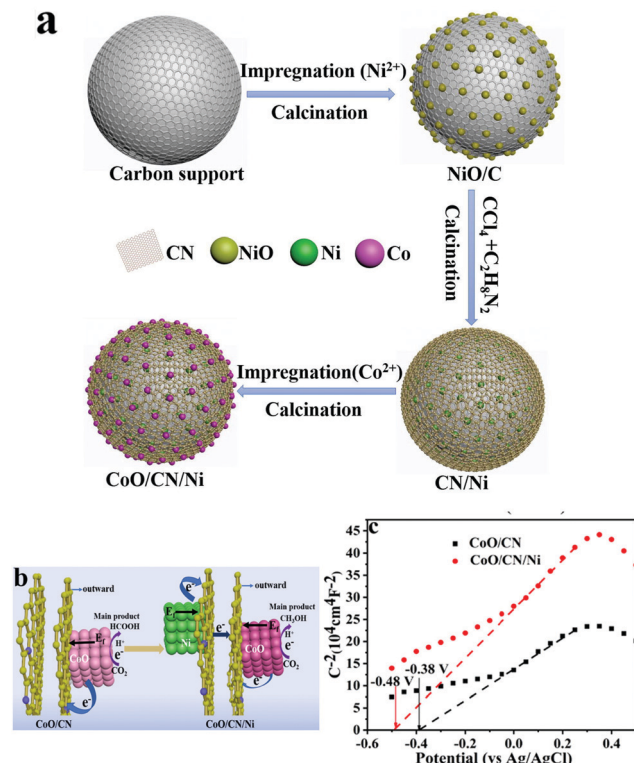 a
Impregnation (Ni²⁺)
Calcination
Carbon support
NiO/C
CCl₄ +C₂H₈N₂
Calcination
CN
NiO
Ni
Co
Impregnation(Co²⁺)
Calcination
CoO/CN/Ni
CN/Ni
b
outward
Main product
HCOOH
Ef
H⁺
CoO
e⁻
CO₂
e⁻
CoO/CN
e⁻
outward
Ef
Ni
e⁻
Main product
CH₃OH
Ef
H⁺
CoO
e⁻
CO₂
e⁻
CoO/CN/Ni
c
CoO/CN
CoO/CN/Ni
C⁻²(10⁴cm⁴F⁻²)
45
40
35
30
25
20
15
10
5
0
-0.48 V
-0.38 V
-0.6 -0.4 -0.2 0.0 0.2 0.4
Potential (vs Ag/AgCl)